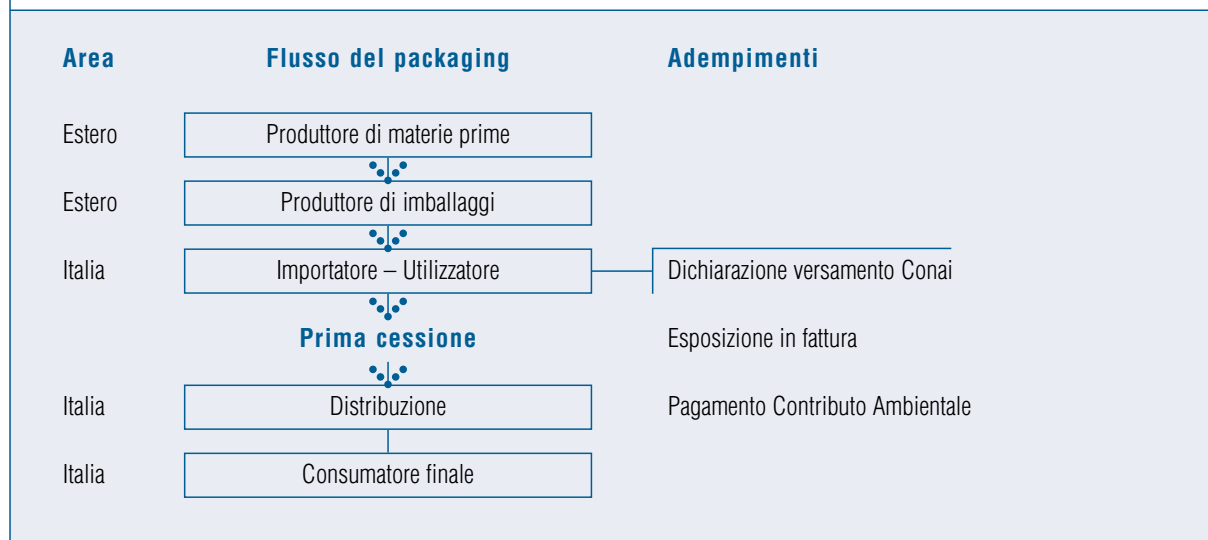 Area Flusso del packaging Adempimenti
Estero Produttore di materie prime
Estero Produttore di imballaggi
Italia Importatore – Utilizzatore Dichiarazione versamento Conai
Prima cessione Esposizione in fattura
Italia Distribuzione Pagamento Contributo Ambientale
Italia Consumatore finale